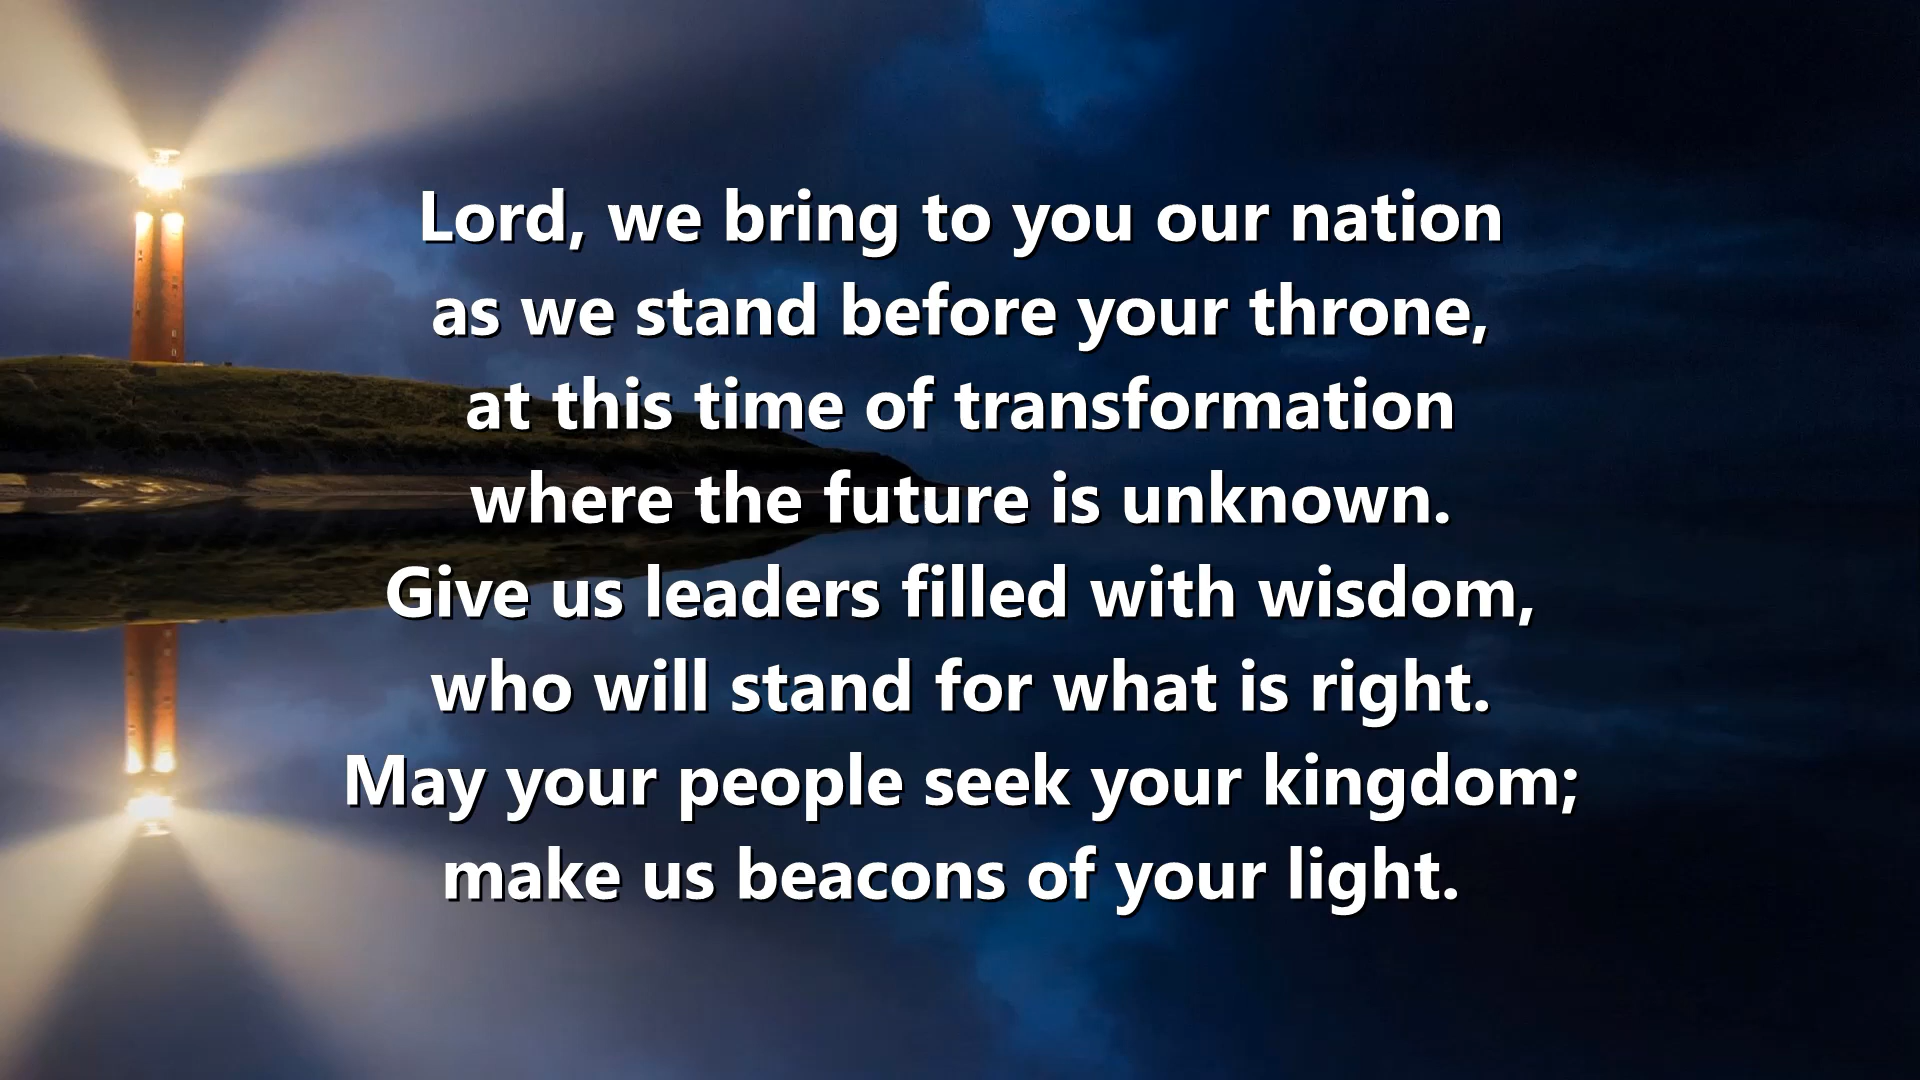 Lord, we bring to you our nation
as we stand before your throne,
at this time of transformation
where the future is unknown.
Give us leaders filled with wisdom,
who will stand for what is right.
May your people seek your kingdom;
make us beacons of your light.